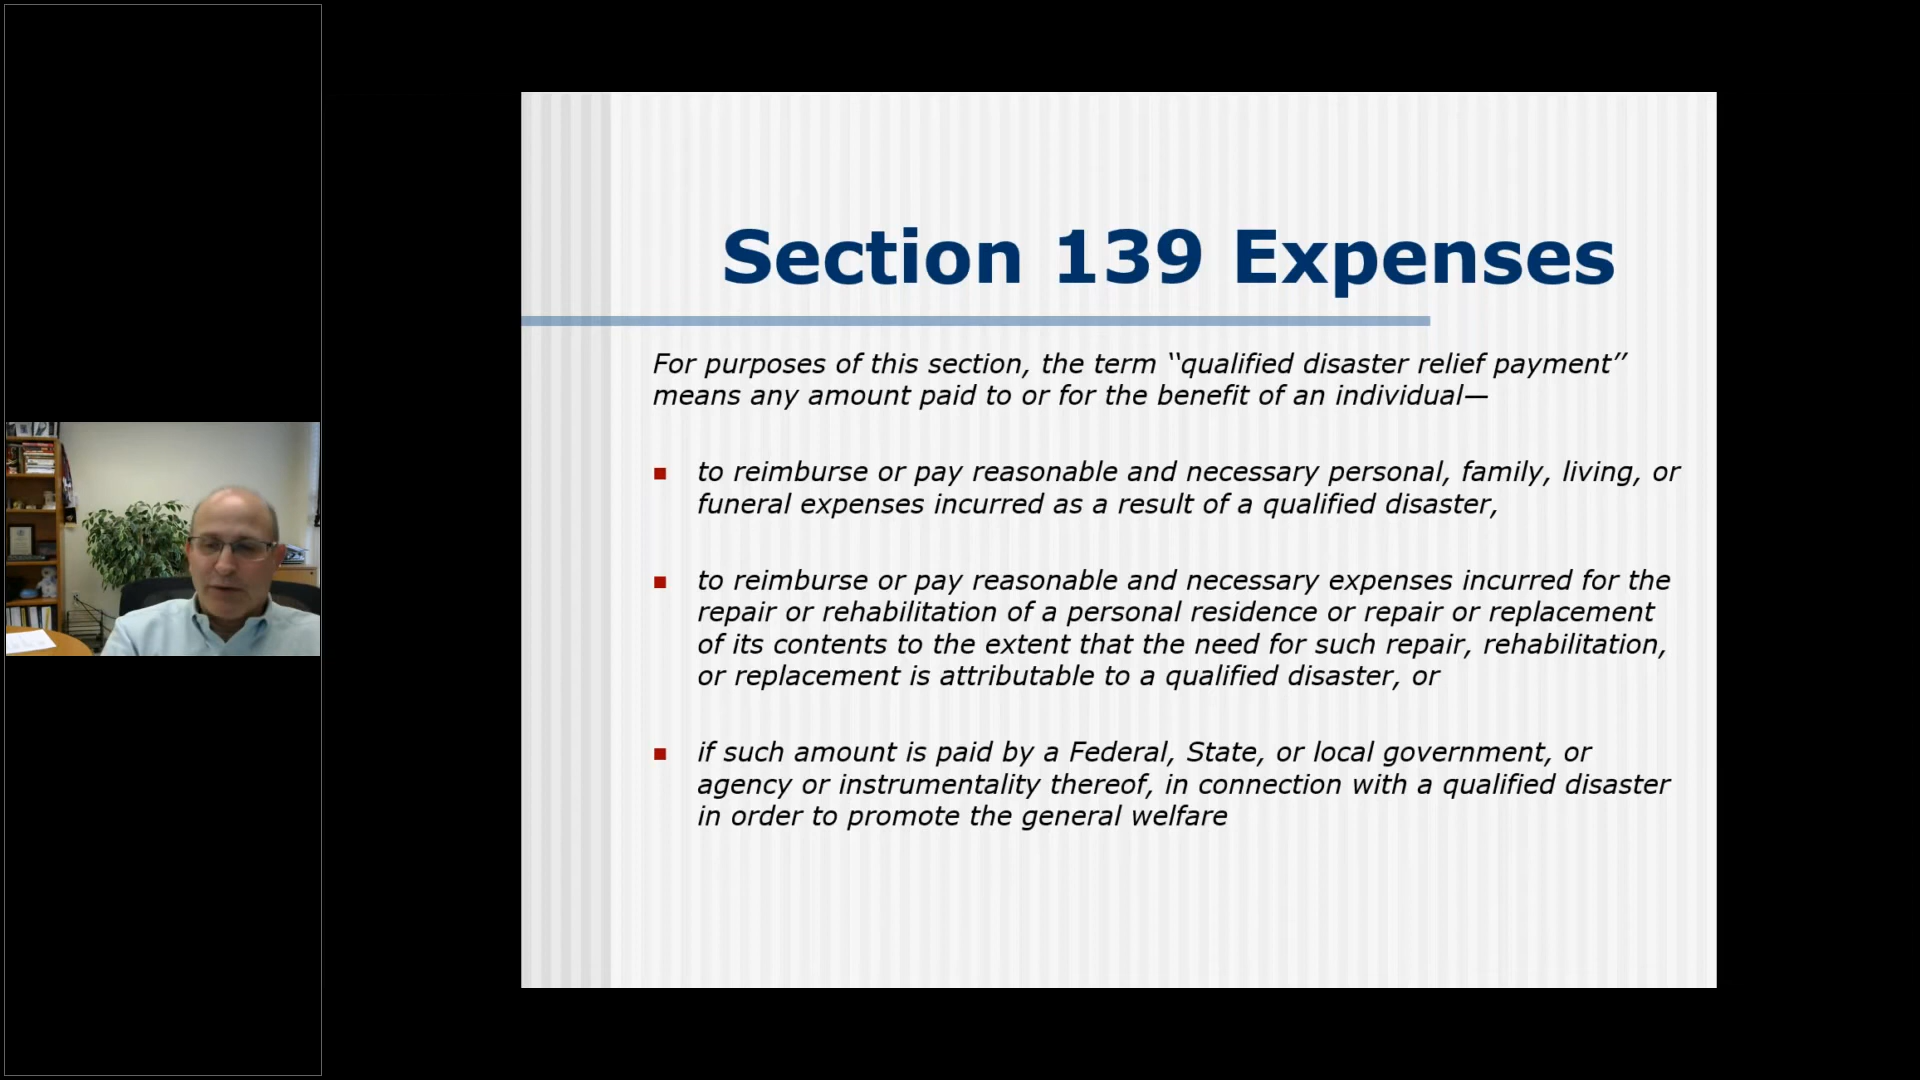 Section 139 Expenses
For purposes of this section, the term ‘‘qualified disaster relief payment’’
means any amount paid to or for the benefit of an individual—
to reimburse or pay reasonable and necessary personal, family, living, or
funeral expenses incurred as a result of a qualified disaster,
to reimburse or pay reasonable and necessary expenses incurred for the
repair or rehabilitation of a personal residence or repair or replacement
of its contents to the extent that the need for such repair, rehabilitation,
or replacement is attributable to a qualified disaster, or
if such amount is paid by a Federal, State, or local government, or
agency or instrumentality thereof, in connection with a qualified disaster
in order to promote the general welfare